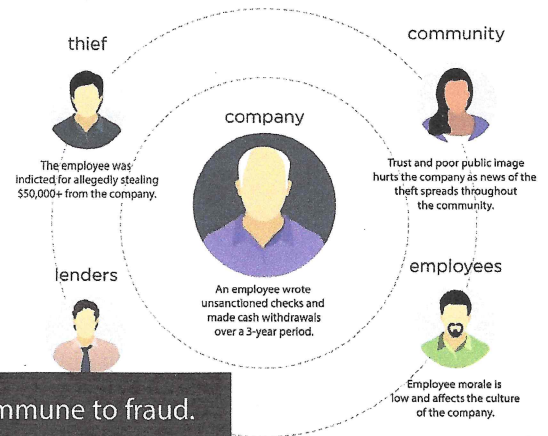 thief
The employee was
indicted for allegedly stealing
$50,000+ from the company.
community
Trust and poor public image
hurts the company as news of the
theft spreads throughout
the community.
company
An employee wrote
unsanctioned checks and
made cash withdrawals
over a 3-year period.
lenders
employees
Employee morale is
low and affects the culture
of the company.
to fraud.